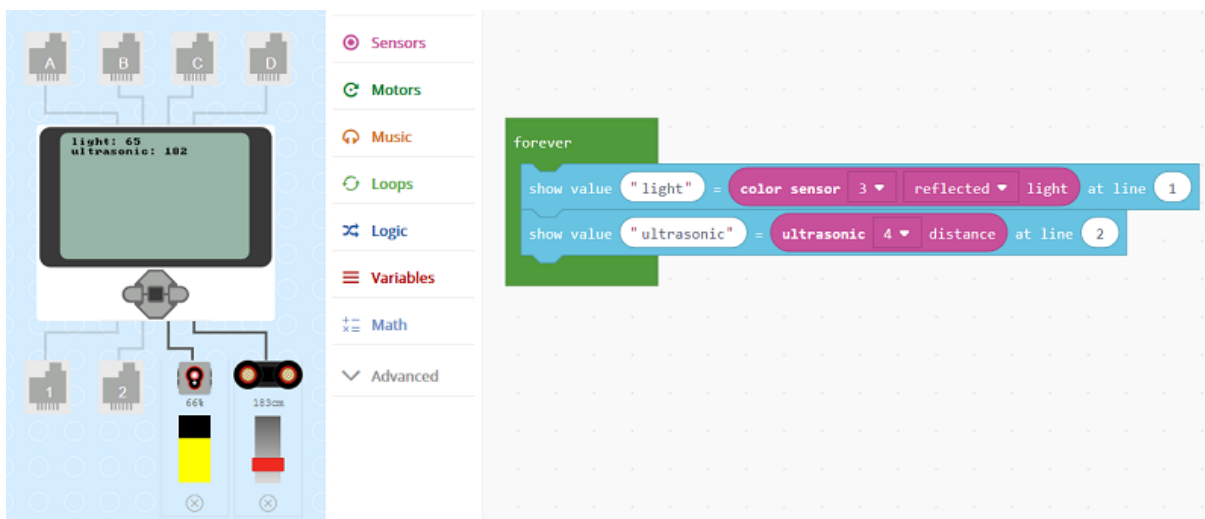 A
B
C
D
light: 65
ultrasonic: 182
1
2
66%
183cm
Sensors
Motors
Music
Loops
Logic
Variables
Math
Advanced
forever
show value "light" = color sensor 3 reflected light at line 1
show value "ultrasonic" = ultrasonic 4 distance at line 2